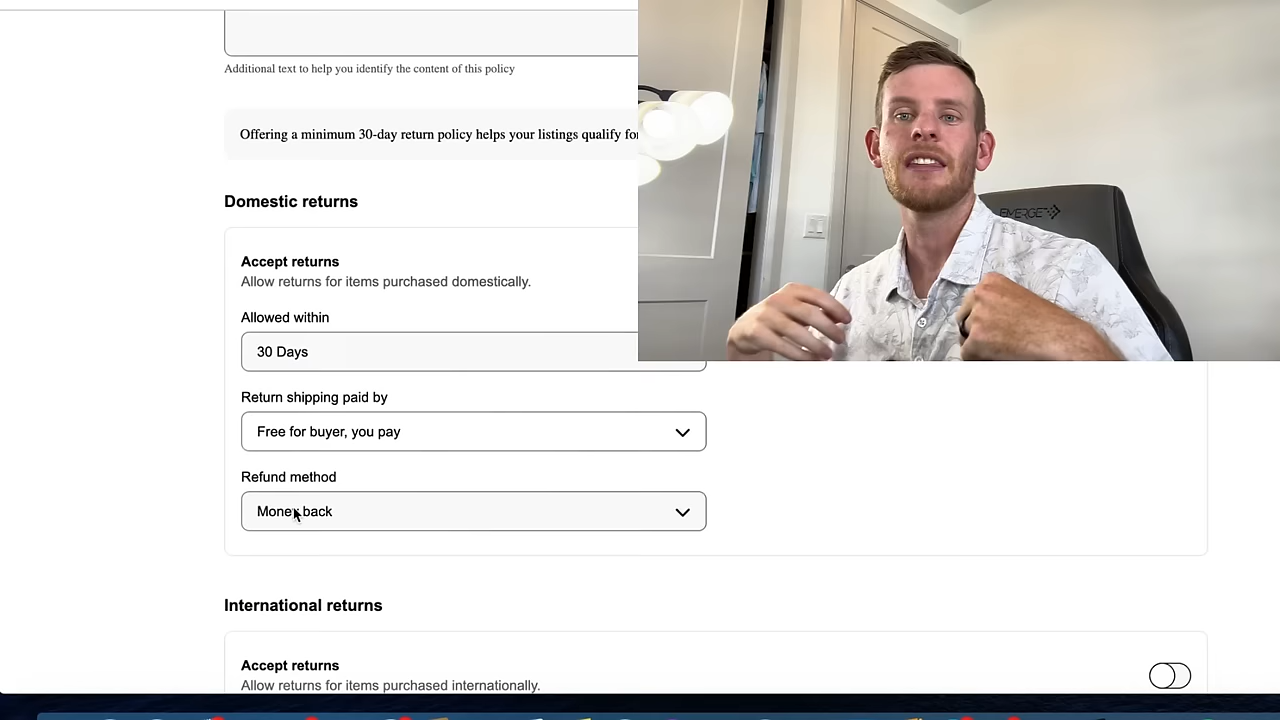 Additional text to help you identify the content of this policy
Offering a minimum 30-day return policy helps your listings qualify for
Domestic returns
Accept returns
Allow returns for items purchased domestically.
Allowed within
30 Days
Return shipping paid by
Free for buyer, you pay
Refund method
Money back
International returns
Accept returns
Allow returns for items purchased internationally.
EMERGE